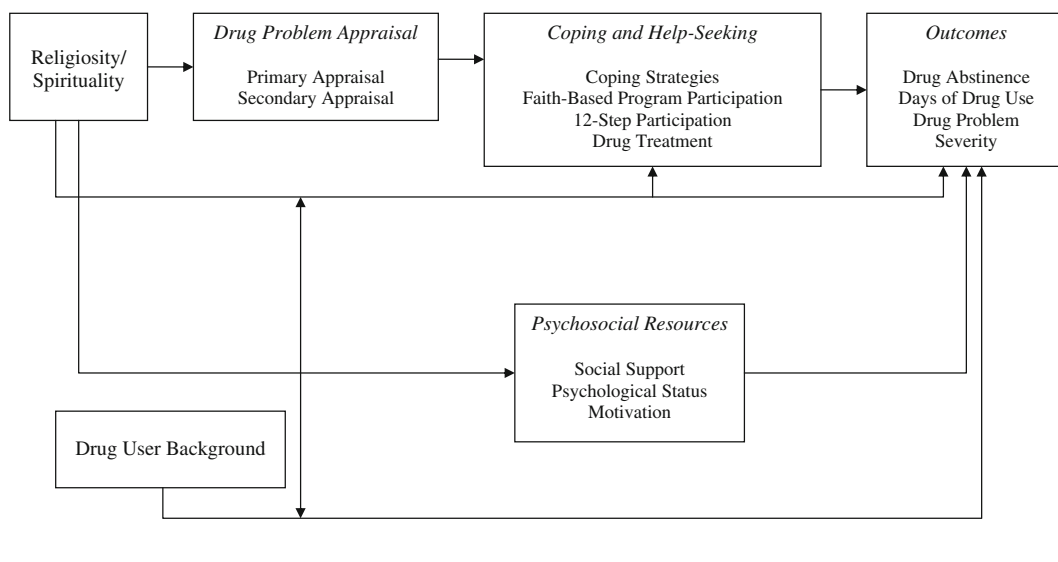 Religiosity/
Spirituality
Drug Problem Appraisal
Primary Appraisal
Secondary Appraisal
Coping and Help-Seeking
Coping Strategies
Faith-Based Program Participation
12-Step Participation
Drug Treatment
Outcomes
Drug Abstinence
Days of Drug Use
Drug Problem
Severity
Psychosocial Resources
Social Support
Psychological Status
Motivation
Drug User Background